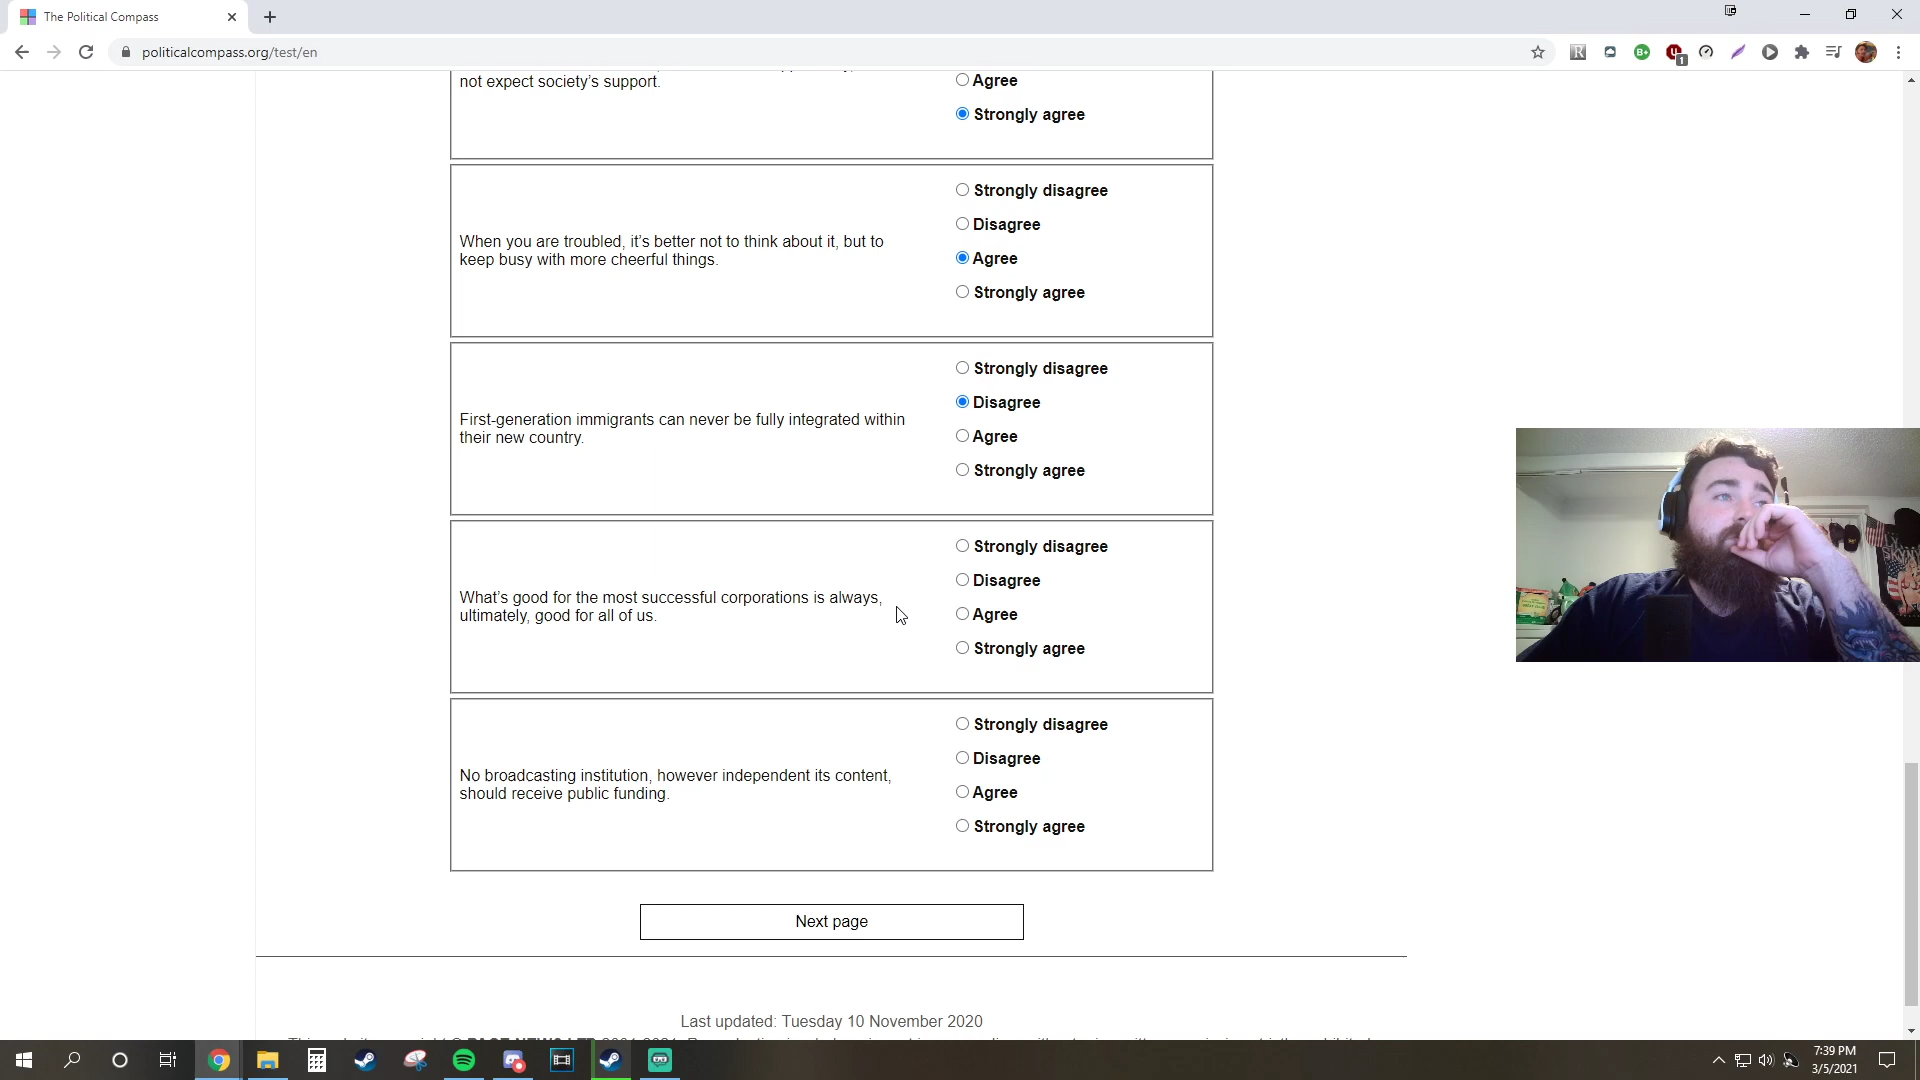 The Political Compass
politicalcompass.org/test/en
1
not expect society's support.
Agree
Strongly agree
When you are troubled, it's better not to think about it, but to
keep busy with more cheerful things.
Strongly disagree
Disagree
Agree
Strongly agree
First-generation immigrants can never be fully integrated within
their new country.
Strongly disagree
Disagree
Agree
Strongly agree
What's good for the most successful corporations is always,
ultimately, good for all of us.
Strongly disagree
Disagree
Agree
Strongly agree
No broadcasting institution, however independent its content,
should receive public funding.
Strongly disagree
Disagree
Agree
Strongly agree
Next page
Last updated: Tuesday 10 November 2020
7:39 PM
3/5/2021